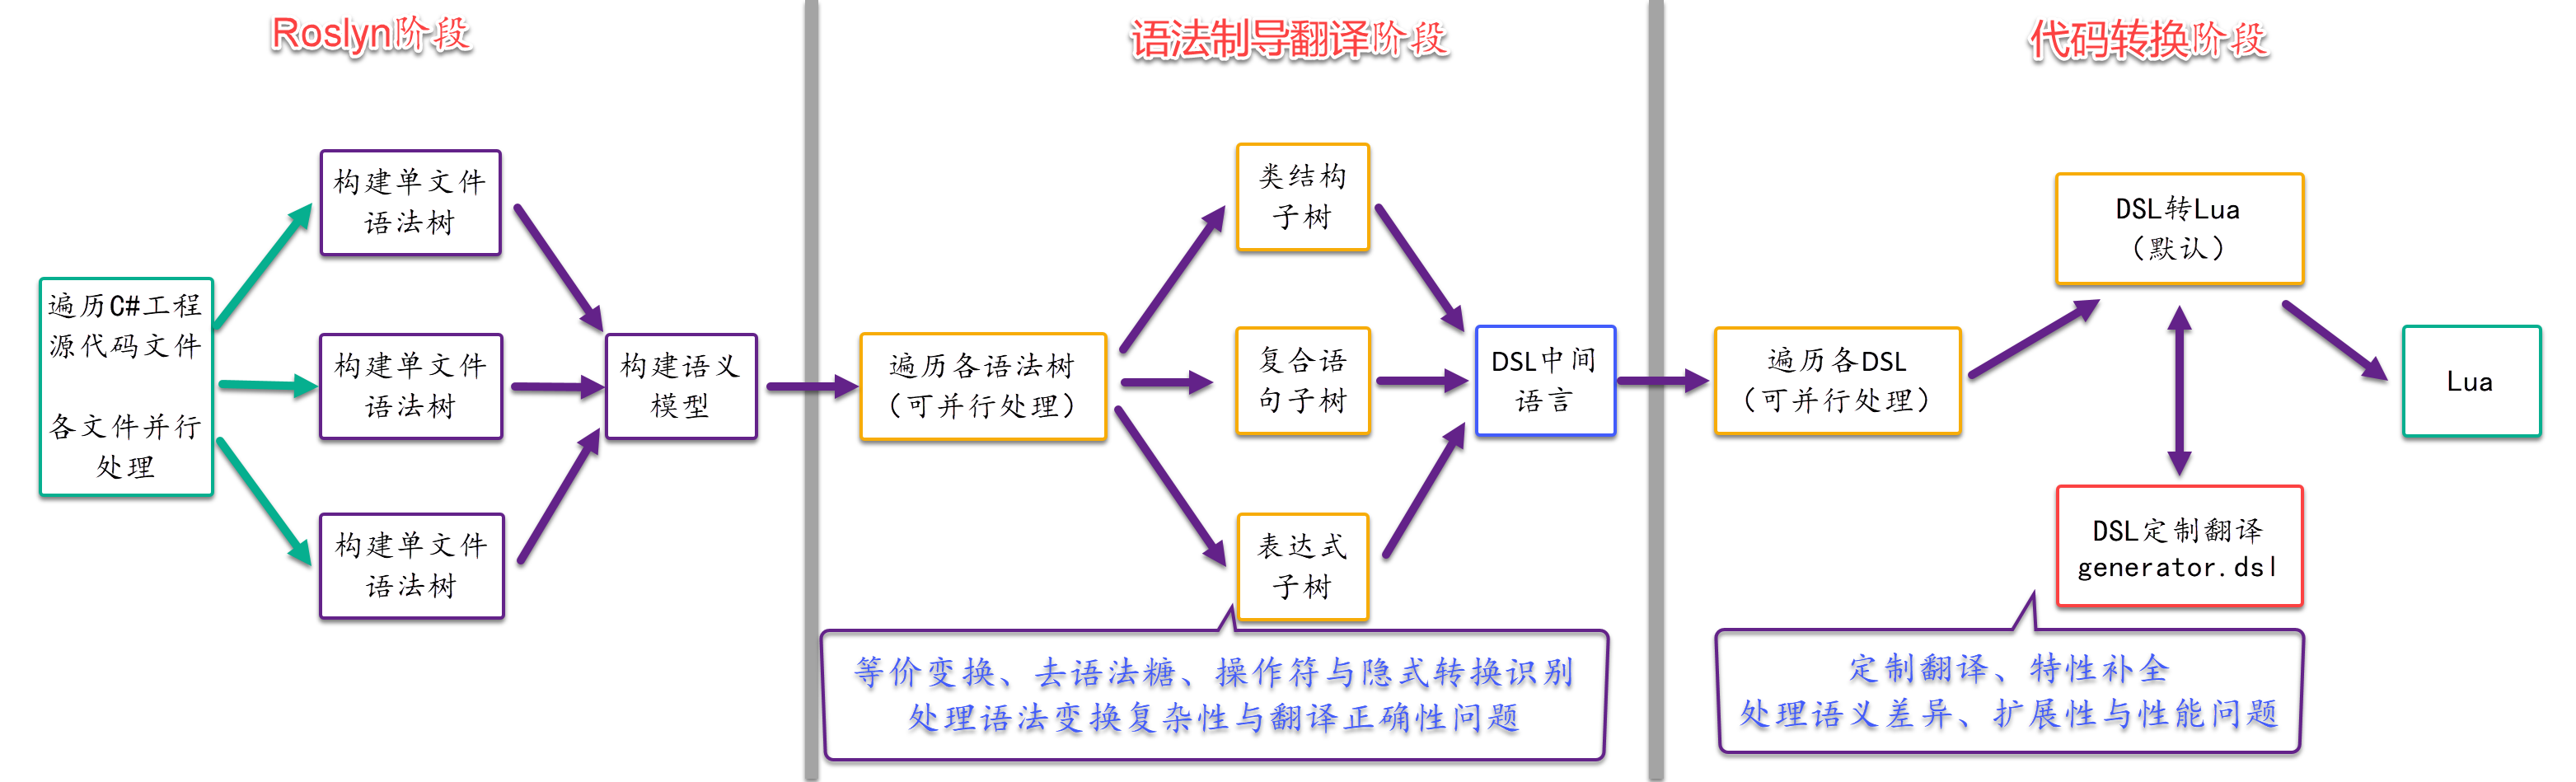 Roslyn阶段
遍历C#工程
源代码文件
各文件并行
处理
构建单文件
语法树
构建单文件
语法树
构建单文件
语法树
构建语义
模型
语法制导翻译阶段
遍历各语法树
（可并行处理）
类结构
子树
复合语
句子树
表达式
子树
DSL中间
语言
等价变换、去语法糖、操作符与隐式转换识别
处理语法变换复杂性与翻译正确性问题
代码转换阶段
遍历各DSL
（可并行处理）
DSL转Lua
（默认）
DSL定制翻译
generator.dsl
Lua
定制翻译、特性补全
处理语义差异、扩展性与性能问题